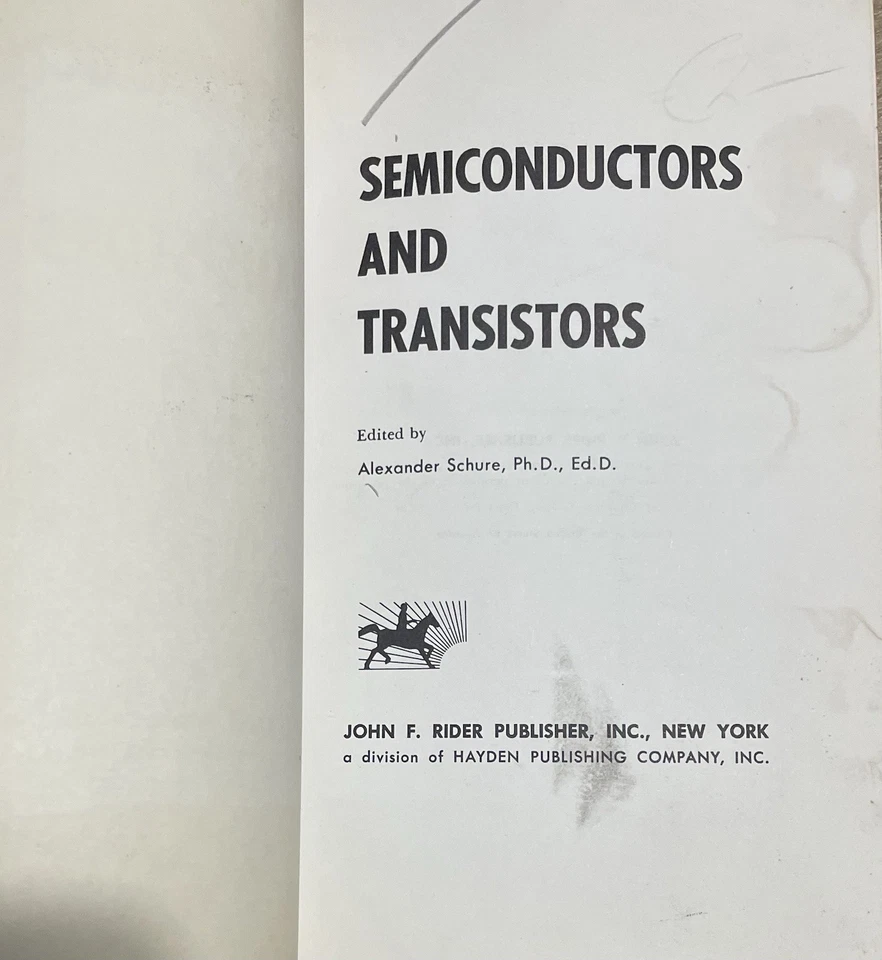 SEMICONDUCTORS
AND
TRANSISTORS
Edited by
Alexander Schure, Ph.D., Ed.D.
JOHN F. RIDER PUBLISHER, INC., NEW YORK
a division of HAYDEN PUBLISHING COMPANY, INC.